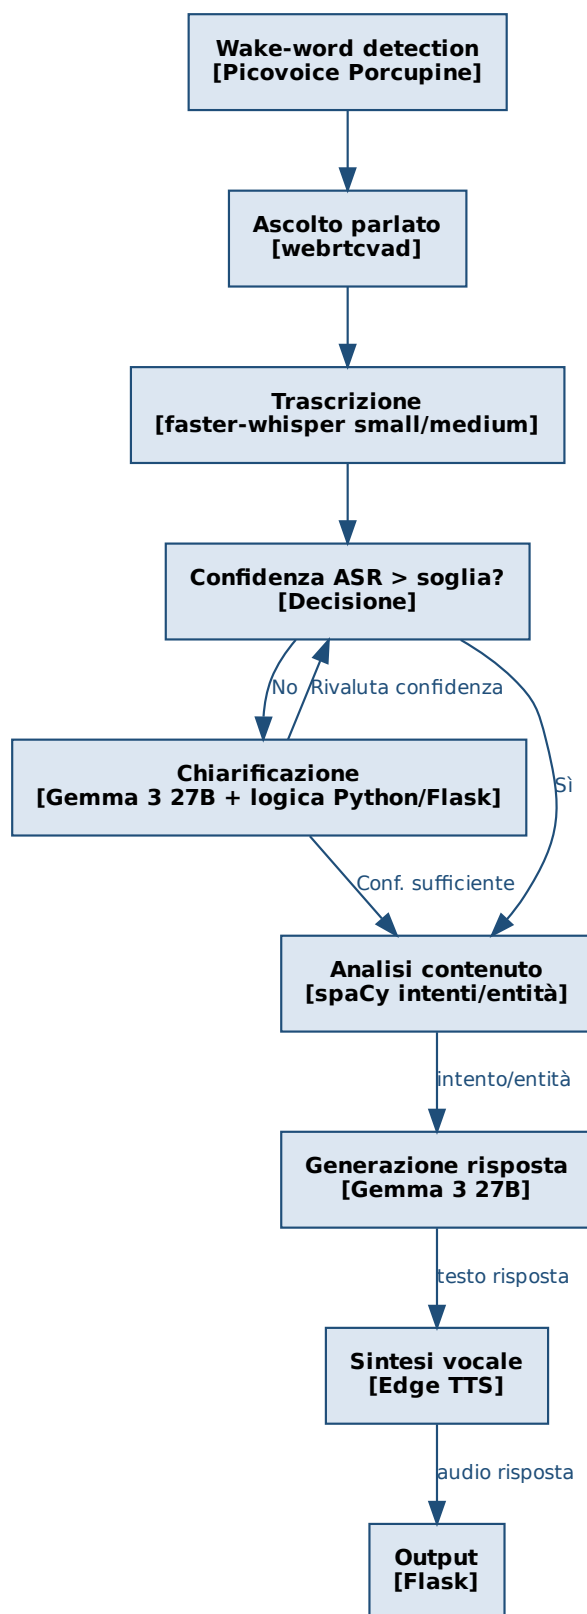 Wake-word detection
[Picovoice Porcupine]
Ascolto parlato
[webrtcvad]
Trascrizione
[faster-whisper small/medium]
Confidenza ASR > soglia?
[Decisione]
No
Rivaluta confidenza
Sì
Chiarificazione
[Gemma 3 27B + logica Python/Flask]
Conf. sufficiente
Analisi contenuto
[spaCy intenti/entità]
intento/entità
Generazione risposta
[Gemma 3 27B]
testo risposta
Sintesi vocale
[Edge TTS]
audio risposta
Output
[Flask]